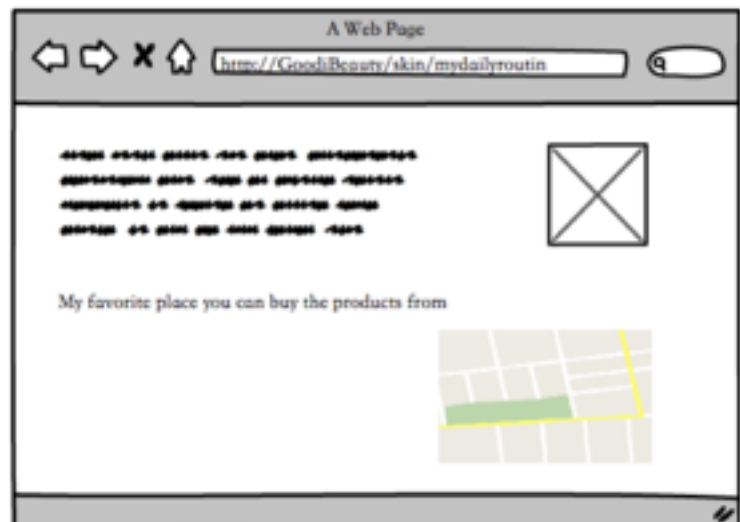 A Web Page
http://GoodiBeauty/skin/mydailyroutin
My favorite place you can buy the products from